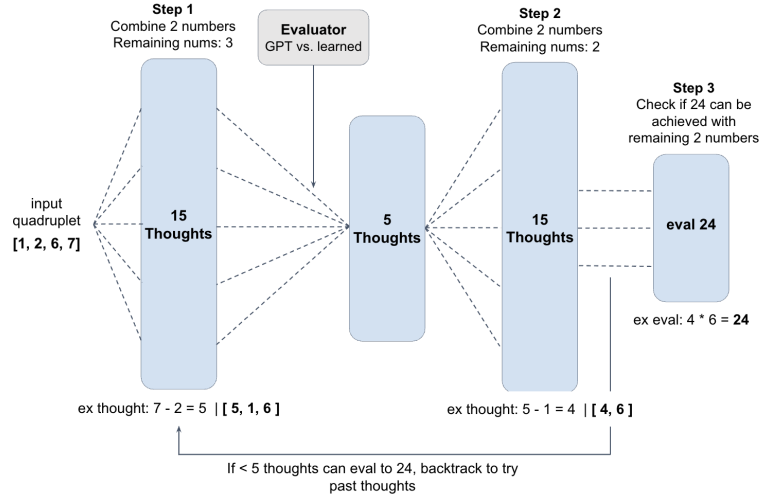 Step 1
Combine 2 numbers
Remaining nums: 3
Evaluator
GPT vs. learned
Step 2
Combine 2 numbers
Remaining nums: 2
Step 3
Check if 24 can be
achieved with
remaining 2 numbers
input
quadruplet
[1, 2, 6, 7]
15
Thoughts
5
Thoughts
15
Thoughts
eval 24
ex eval: 4 * 6 = 24
ex thought: 7 - 2 = 5 | [ 5, 1, 6 ]
ex thought: 5 - 1 = 4 | [ 4, 6 ]
If < 5 thoughts can eval to 24, backtrack to try
past thoughts